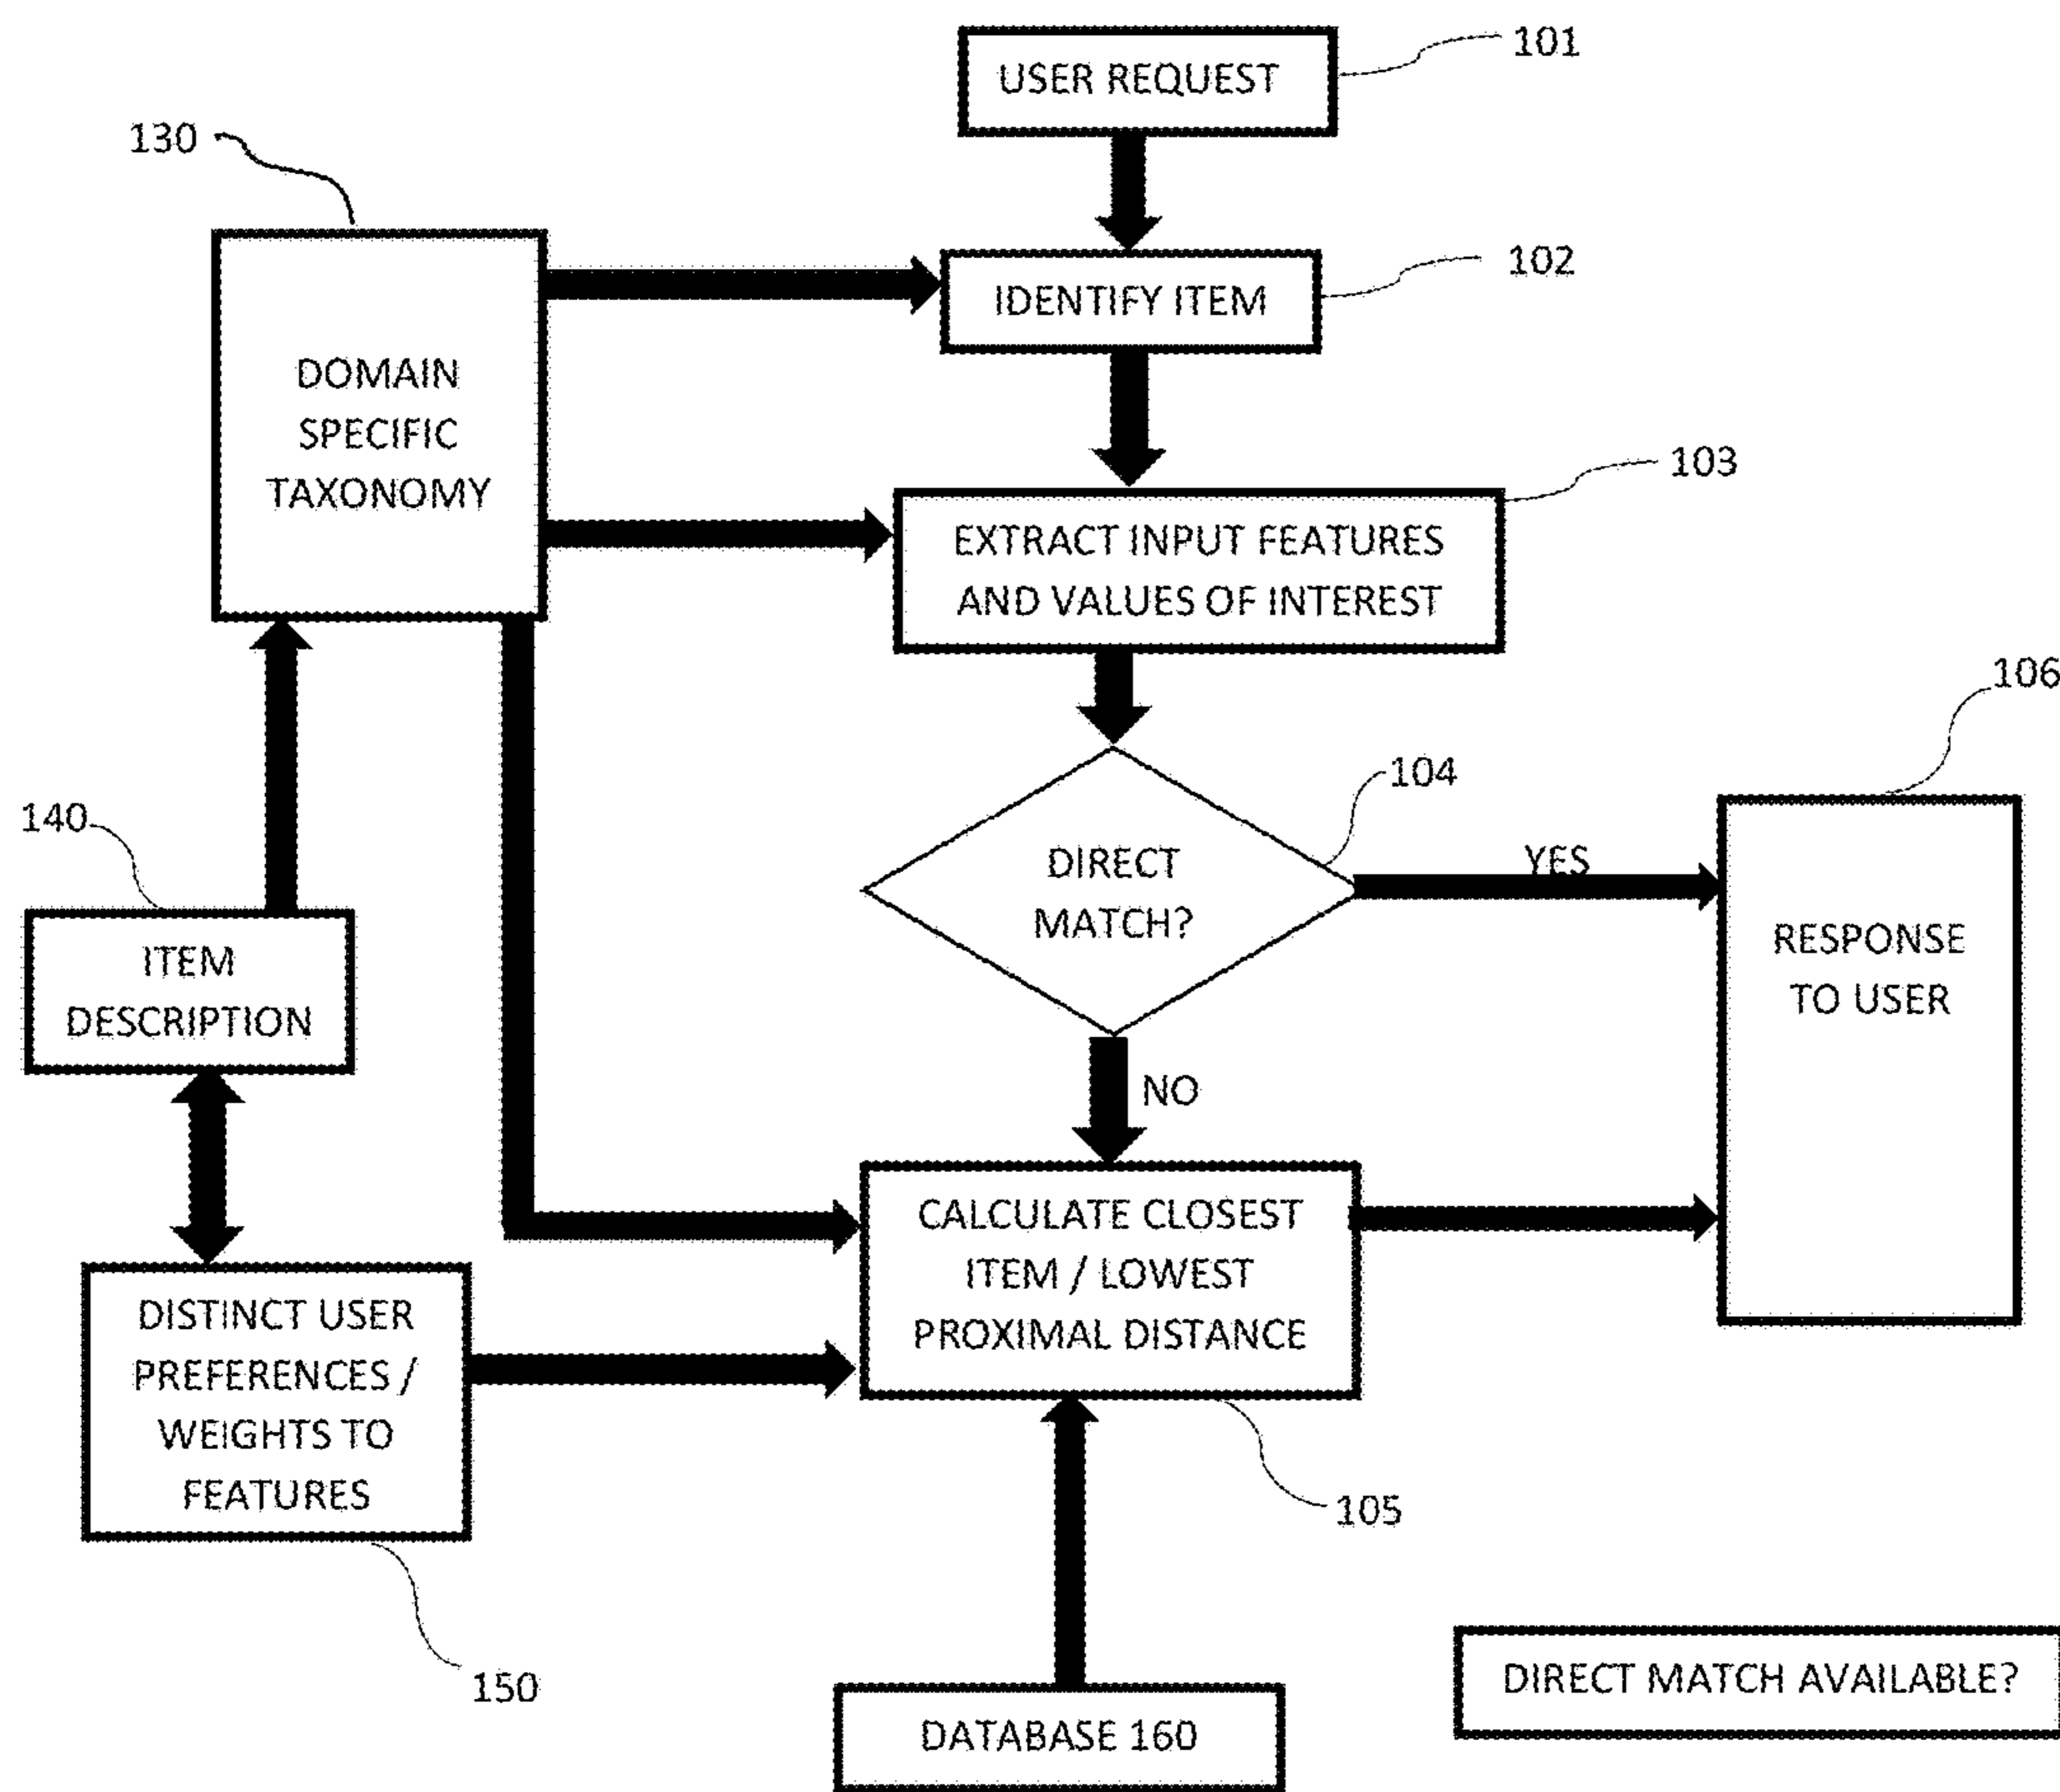 USER REQUEST
101
130
IDENTIFY ITEM
102
DOMAIN
SPECIFIC
TAXONOMY
EXTRACT INPUT FEATURES
AND VALUES OF INTEREST
103
DIRECT
MATCH?
104
YES
106
RESPONSE
TO USER
140
ITEM
DESCRIPTION
NO
CALCULATE CLOSEST
ITEM / LOWEST
PROXIMAL DISTANCE
105
DISTINCT USER
PREFERENCES /
WEIGHTS TO
FEATURES
150
DATABASE 160
DIRECT MATCH AVAILABLE?